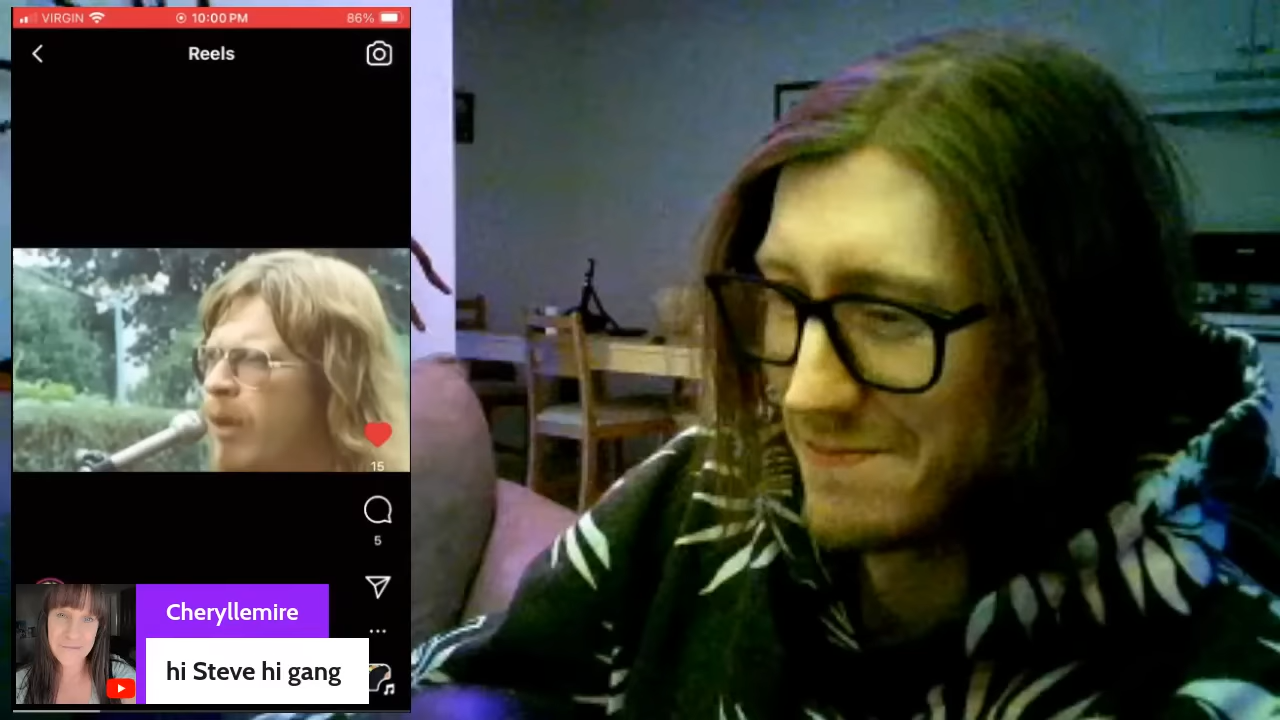 VIRGIN 10:00 PM 86%
Reels
15
5
Cheryllemire
hi Steve hi gang